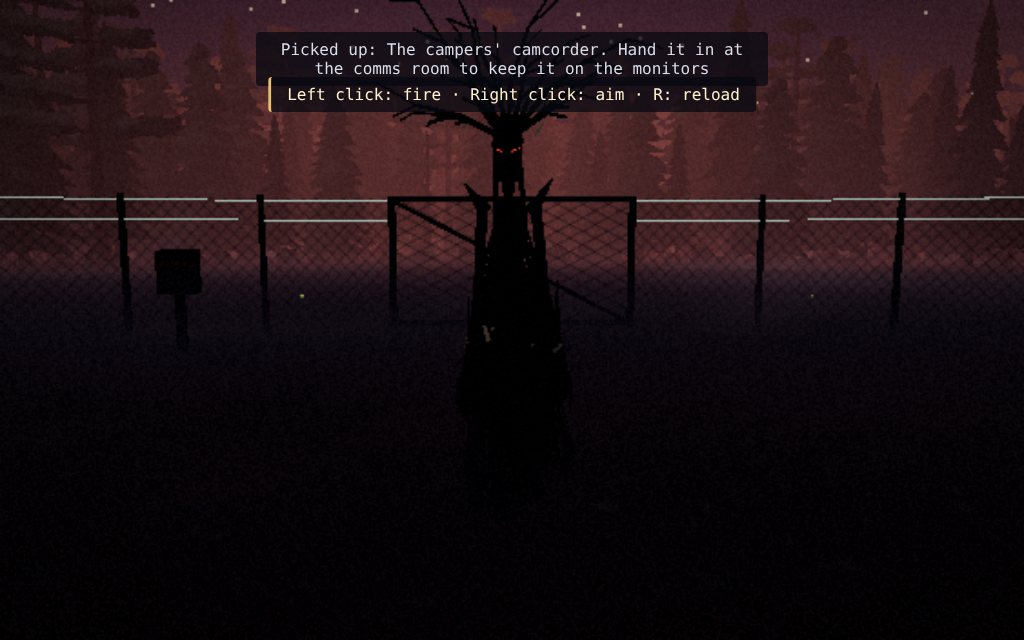 Picked up: The campers' camcorder. Hand it in at
the comms room to keep it on the monitors
Left click: fire · Right click: aim · R: reload